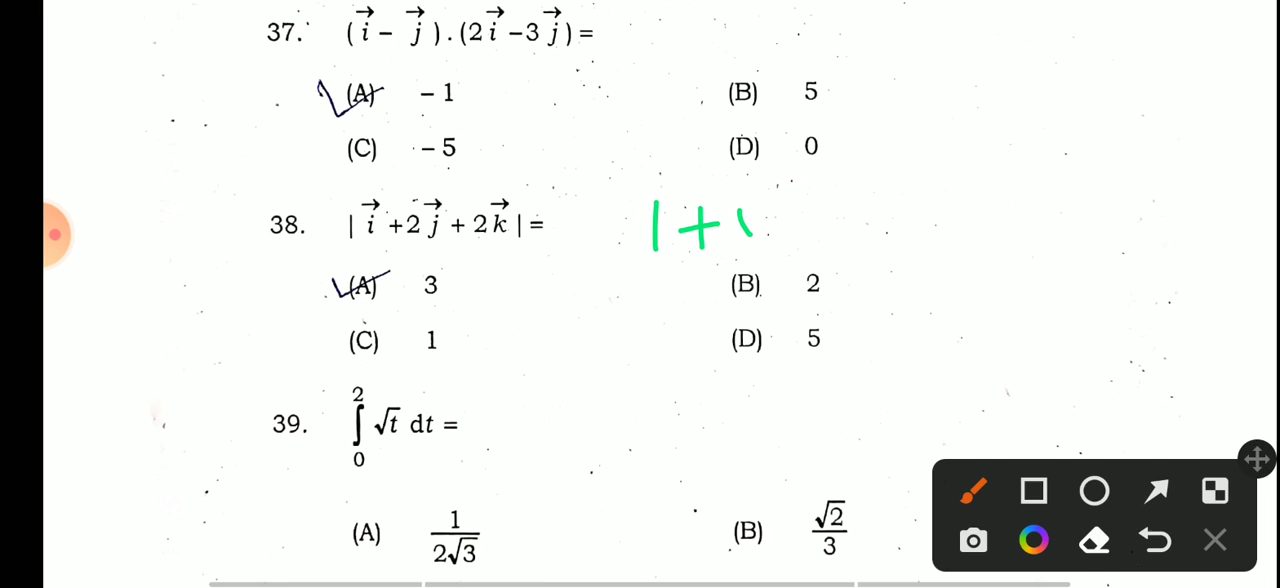 37. (i⃗ – j⃗).(2i⃗ –3j⃗) =
(A) – 1 (B) 5
(C) – 5 (D) 0
38. | i⃗ +2j⃗ + 2k⃗ | = 1 +
(A) 3 (B) 2
(C) 1 (D) 5
39. ∫₀² √t dt =
(A) 1/2√3 (B) √2/3